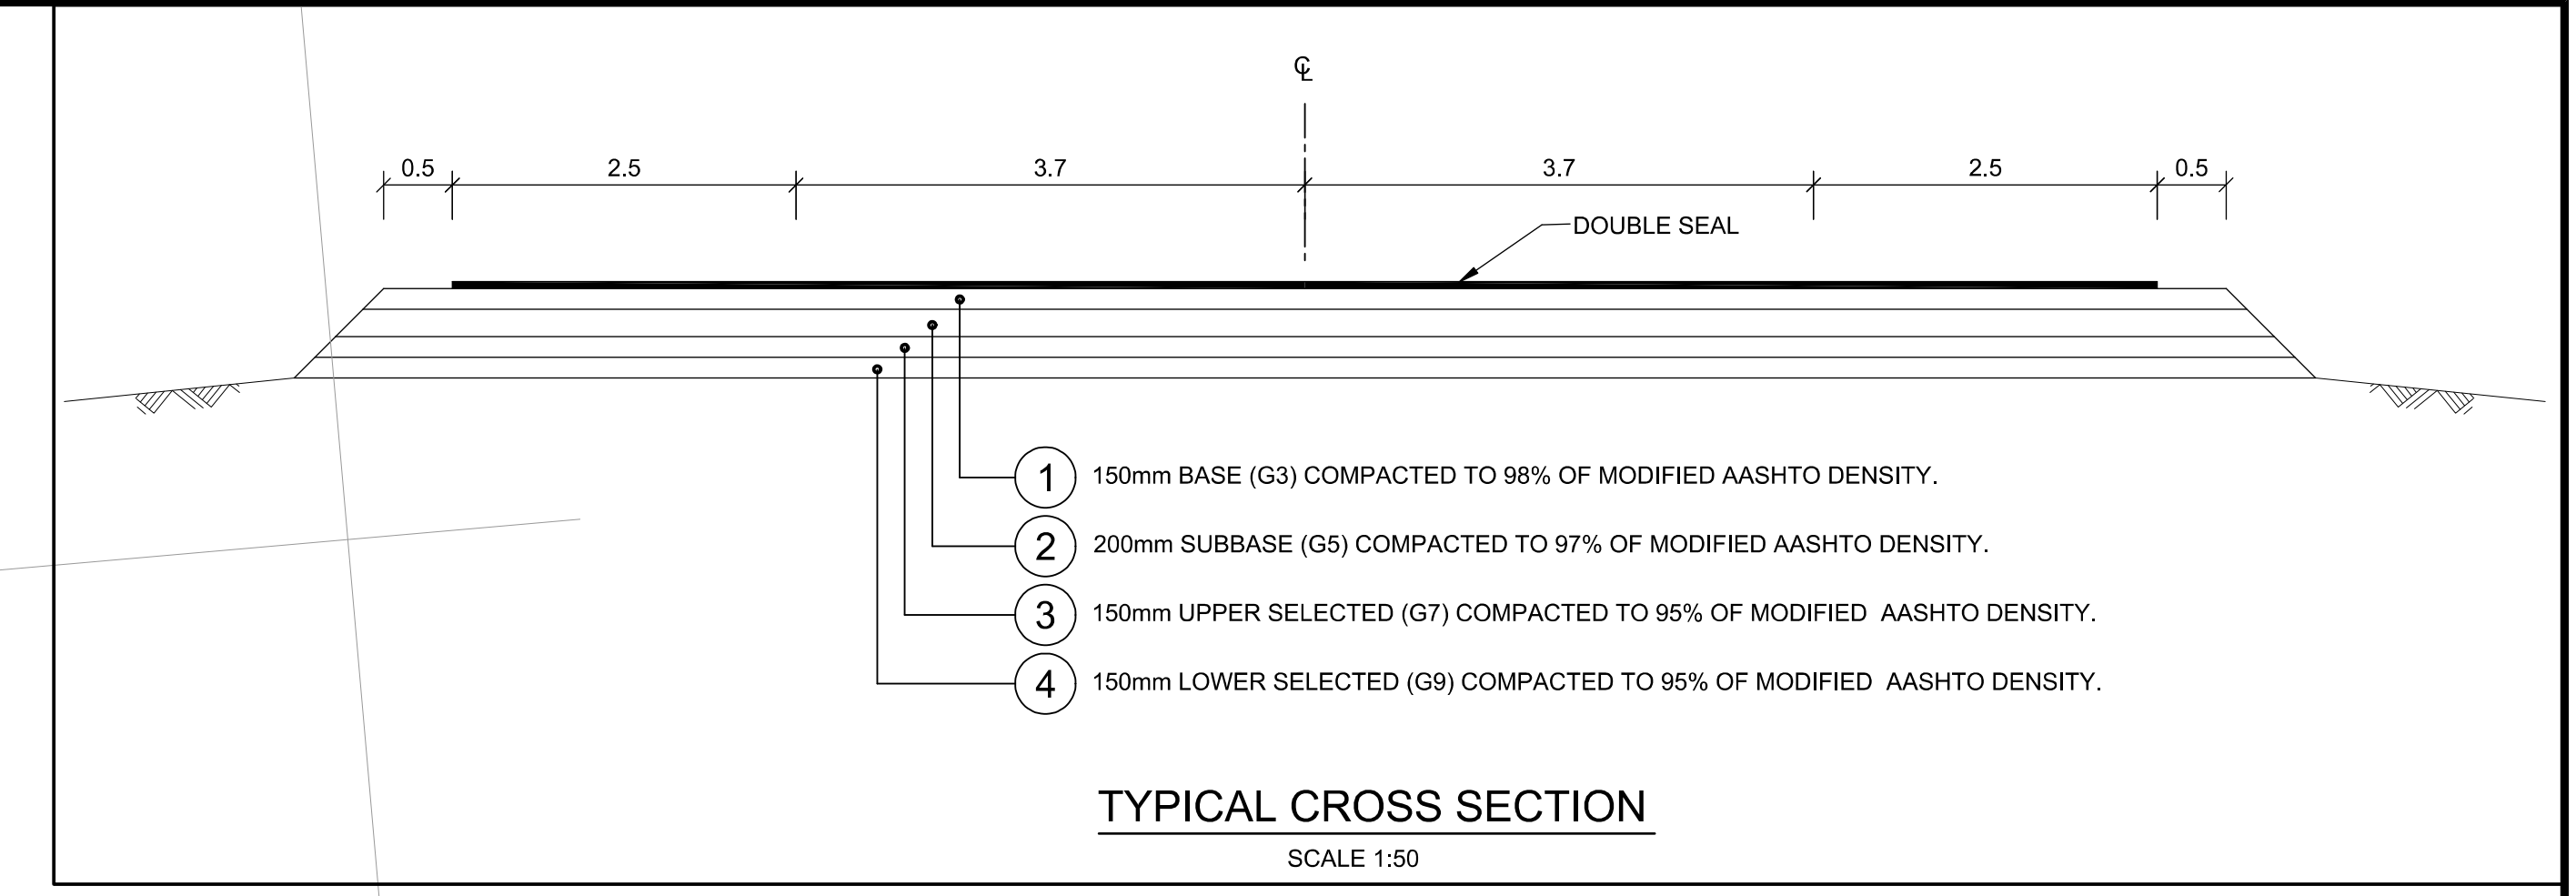 ℄
0.5 2.5 3.7 3.7 2.5 0.5
DOUBLE SEAL
1 150mm BASE (G3) COMPACTED TO 98% OF MODIFIED AASHTO DENSITY.
2 200mm SUBBASE (G5) COMPACTED TO 97% OF MODIFIED AASHTO DENSITY.
3 150mm UPPER SELECTED (G7) COMPACTED TO 95% OF MODIFIED AASHTO DENSITY.
4 150mm LOWER SELECTED (G9) COMPACTED TO 95% OF MODIFIED AASHTO DENSITY.
TYPICAL CROSS SECTION
SCALE 1:50